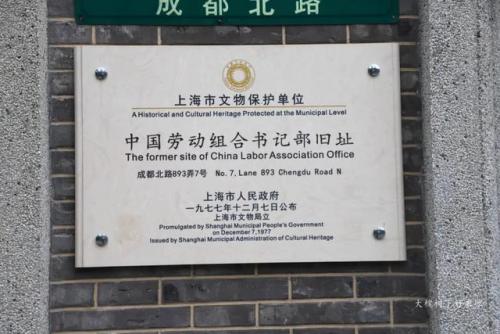 成都北路
上海市文物保护单位
A Historical and Cultural Heritage Protected at the Municipal Level
中国劳动组合书记部旧址
The former site of China Labor Association Office
成都北路893弄7号 No. 7, Lane 893 Chengdu Road N
上海市人民政府
一九七七年十二月七日公布
上海市文物局立
Promulgated by Shanghai Municipal People's Government
on December 7,1977
Issued by Shanghai Municipal Administration of Cultural Heritage